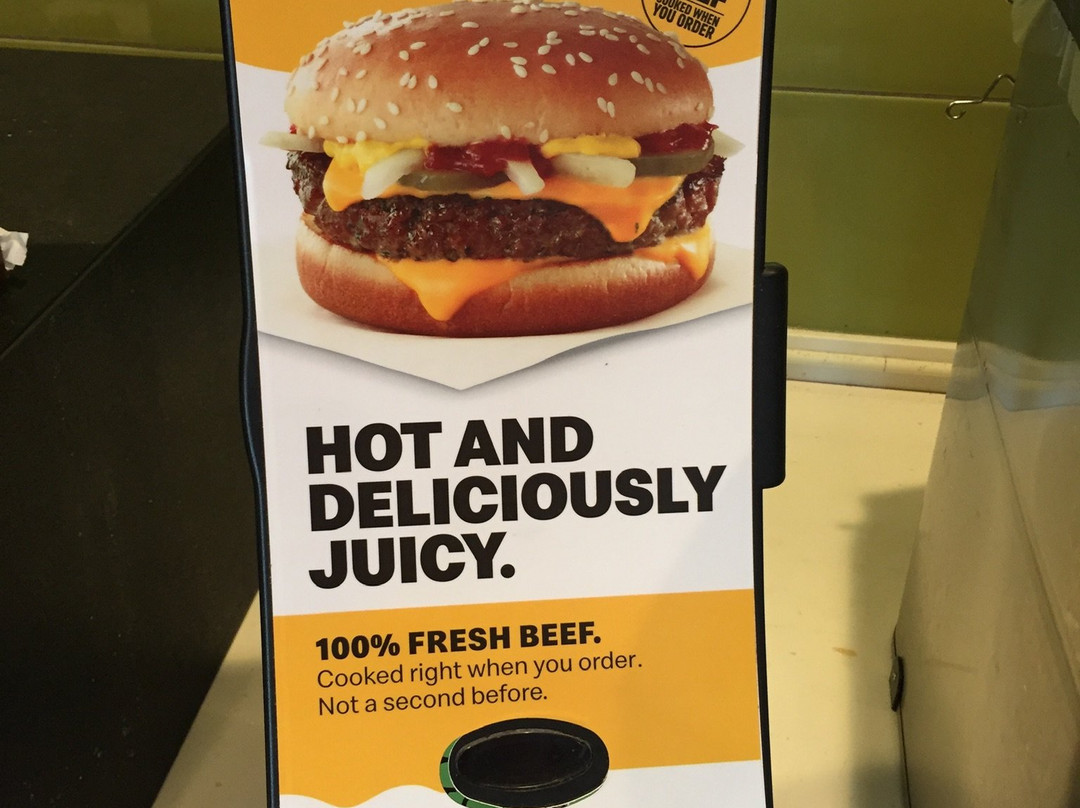 COOKED WHEN
YOU ORDER
HOT AND
DELICIOUSLY
JUICY.
100% FRESH BEEF.
Cooked right when you order.
Not a second before.